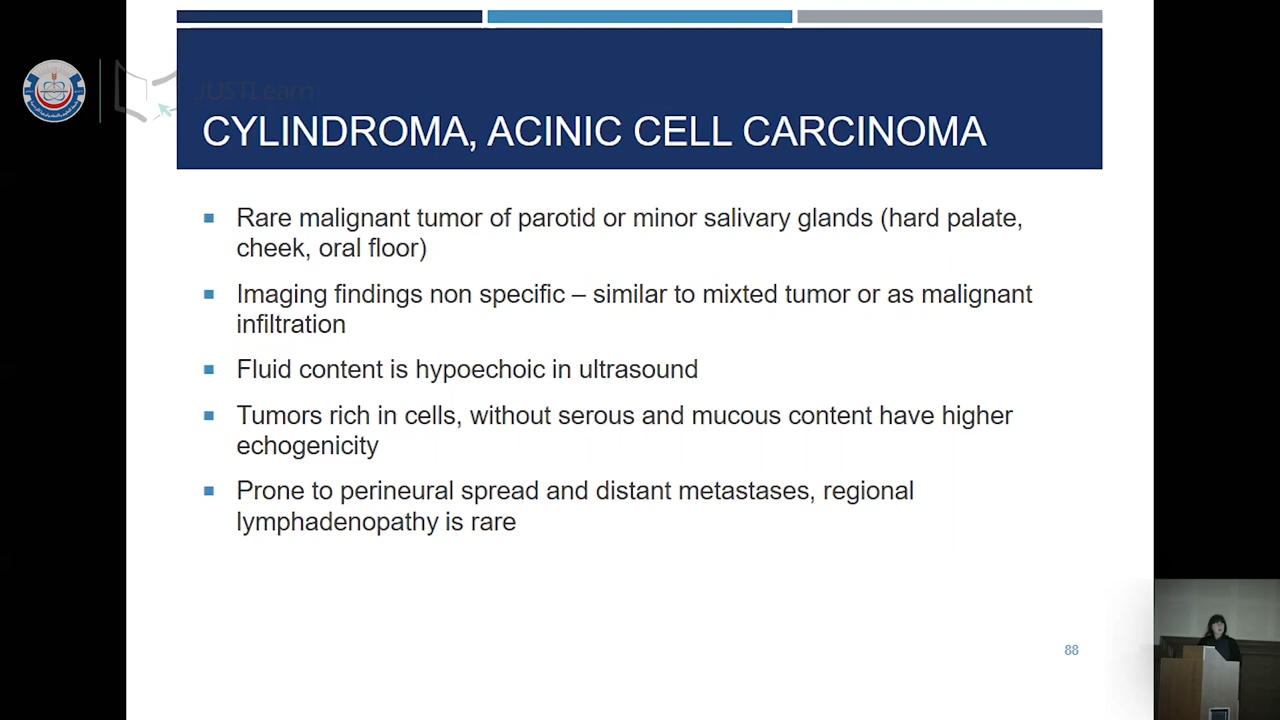 JUSTLearn
CYLINDROMA, ACINIC CELL CARCINOMA
Rare malignant tumor of parotid or minor salivary glands (hard palate,
cheek, oral floor)
Imaging findings non specific – similar to mixted tumor or as malignant
infiltration
Fluid content is hypoechoic in ultrasound
Tumors rich in cells, without serous and mucous content have higher
echogenicity
Prone to perineural spread and distant metastases, regional
lymphadenopathy is rare
88